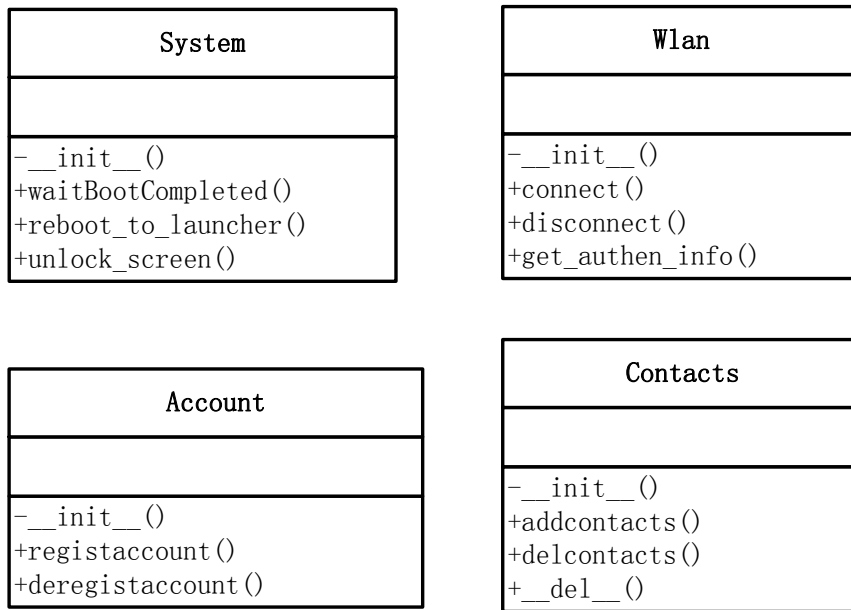 System
-__init__()
+waitBootCompleted()
+reboot_to_launcher()
+unlock_screen()
Wlan
-__init__()
+connect()
+disconnect()
+get_authen_info()
Account
-__init__()
+registaccount()
+deregistaccount()
Contacts
-__init__()
+addcontacts()
+delcontacts()
+__del__()